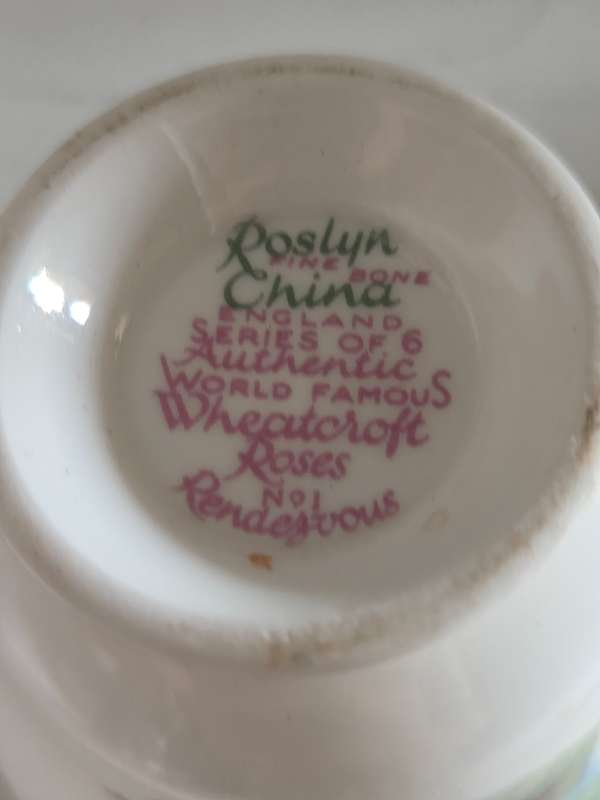 Roslyn
FINE BONE
China
ENGLAND
SERIES OF 6
Authentic
WORLD FAMOUS
Wheatcroft
Roses
No1
Rendezvous